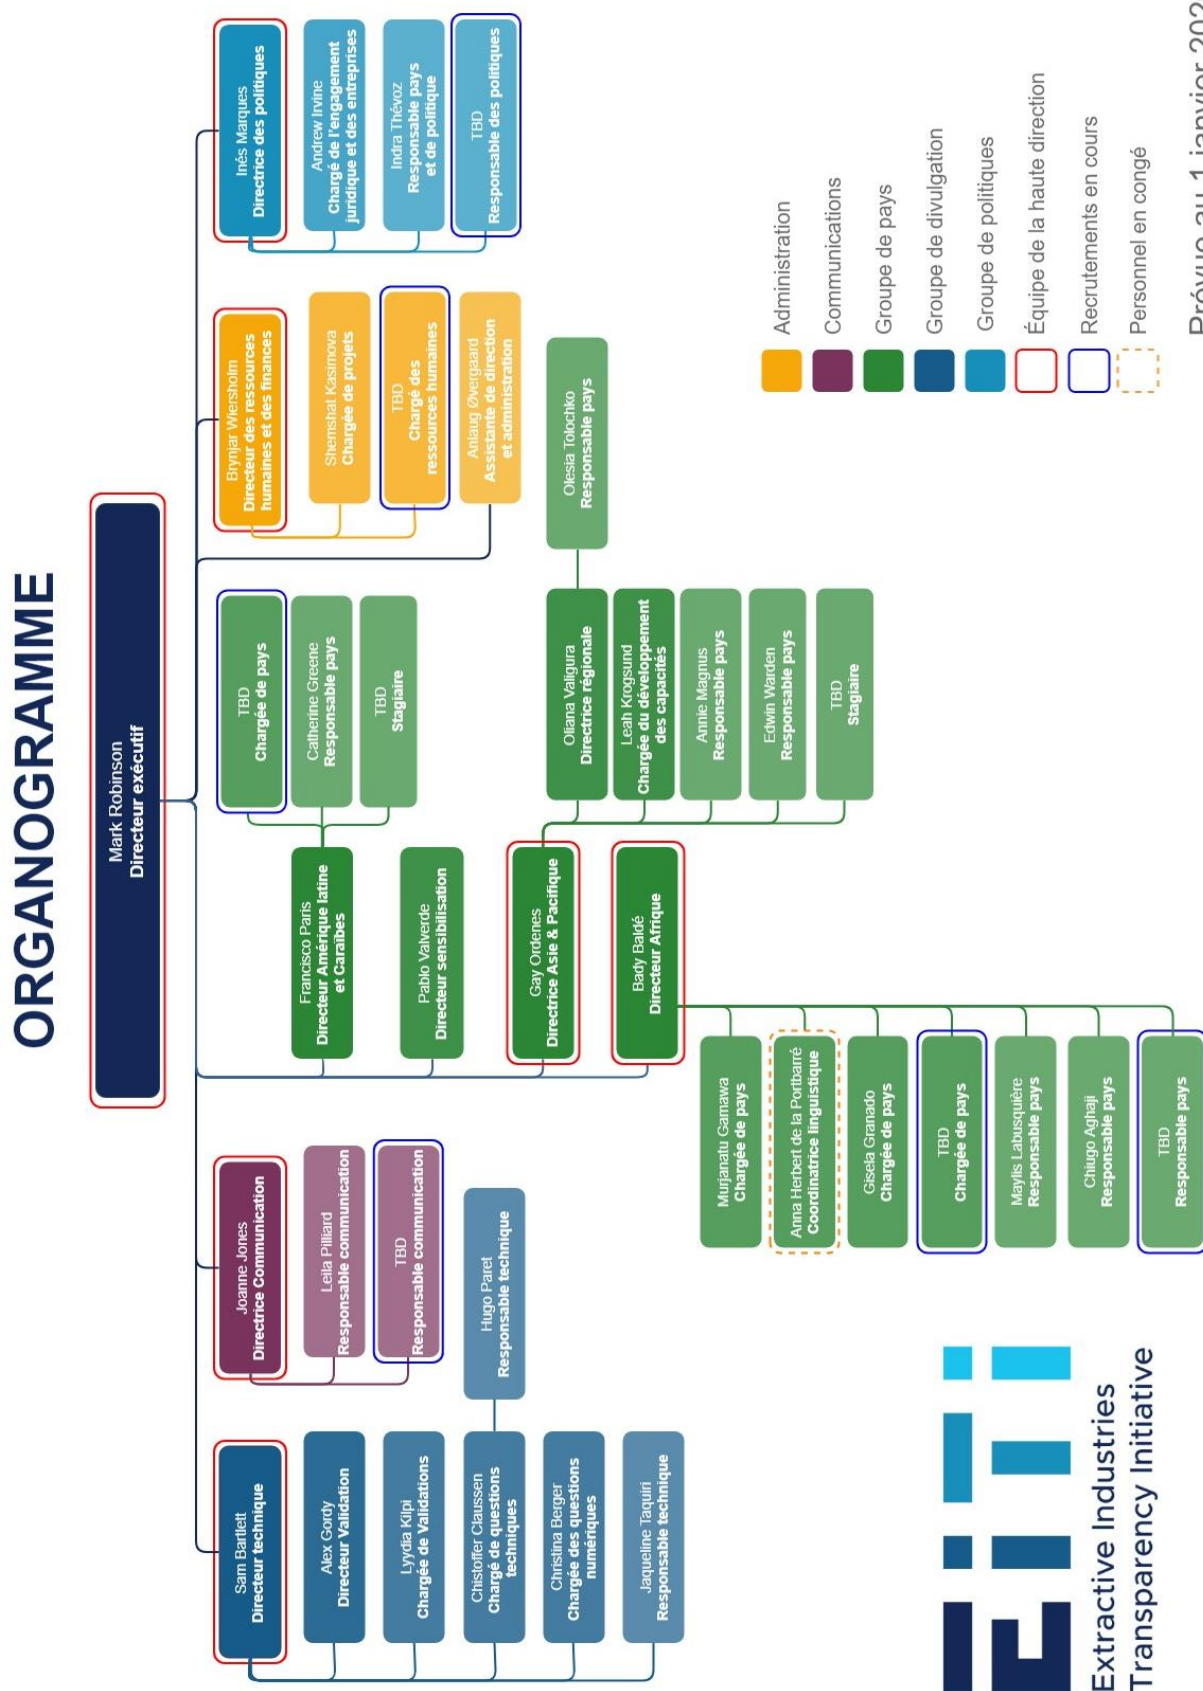 ORGANOGRAMME
Mark Robinson
Directeur exécutif
Sam Bartlett
Directeur technique
Alex Gordy
Directeur Validation
Lyydia Kilpi
Chargée de Validations
Chistoffer Claussen
Chargé de questions
techniques
Hugo Paret
Responsable technique
Christina Berger
Chargée des questions
numériques
Jaqueline Taquiri
Responsable technique
Joanne Jones
Directrice Communication
Leila Pilliard
Responsable communication
TBD
Responsable communication
Francisco Paris
Directeur Amérique latine
et Caraïbes
TBD
Chargée de pays
Catherine Greene
Responsable pays
TBD
Stagiaire
Pablo Valverde
Directeur sensibilisation
Gay Ordenes
Directrice Asie & Pacifique
Oliana Valigura
Directrice régionale
Olesia Tolochko
Responsable pays
Leah Krogsund
Chargée du développement
des capacités
Annie Magnus
Responsable pays
Edwin Warden
Responsable pays
TBD
Stagiaire
Bady Baldé
Directeur Afrique
Murjanatu Gamawa
Chargée de pays
Anna Herbert de la Portbarré
Coordinatrice linguistique
Gisela Granado
Chargée de pays
TBD
Chargée de pays
Maylis Labusquière
Responsable pays
Chiugo Aghaji
Responsable pays
TBD
Responsable pays
Brynjar Wiersholm
Directeur des ressources
humaines et des finances
Shemshat Kasimova
Chargée de projets
TBD
Chargé des
ressources humaines
Anlaug Øvergaard
Assistante de direction
et administration
Inés Marques
Directrice des politiques
Andrew Irvine
Chargé de l'engagement
juridique et des entreprises
Indra Thévoz
Responsable pays
et de politique
TBD
Responsable des politiques
Administration
Communications
Groupe de pays
Groupe de divulgation
Groupe de politiques
Équipe de la haute direction
Recrutements en cours
Personnel en congé
EITI
Extractive Industries
Transparency Initiative
Prévue au 1 janvier 202